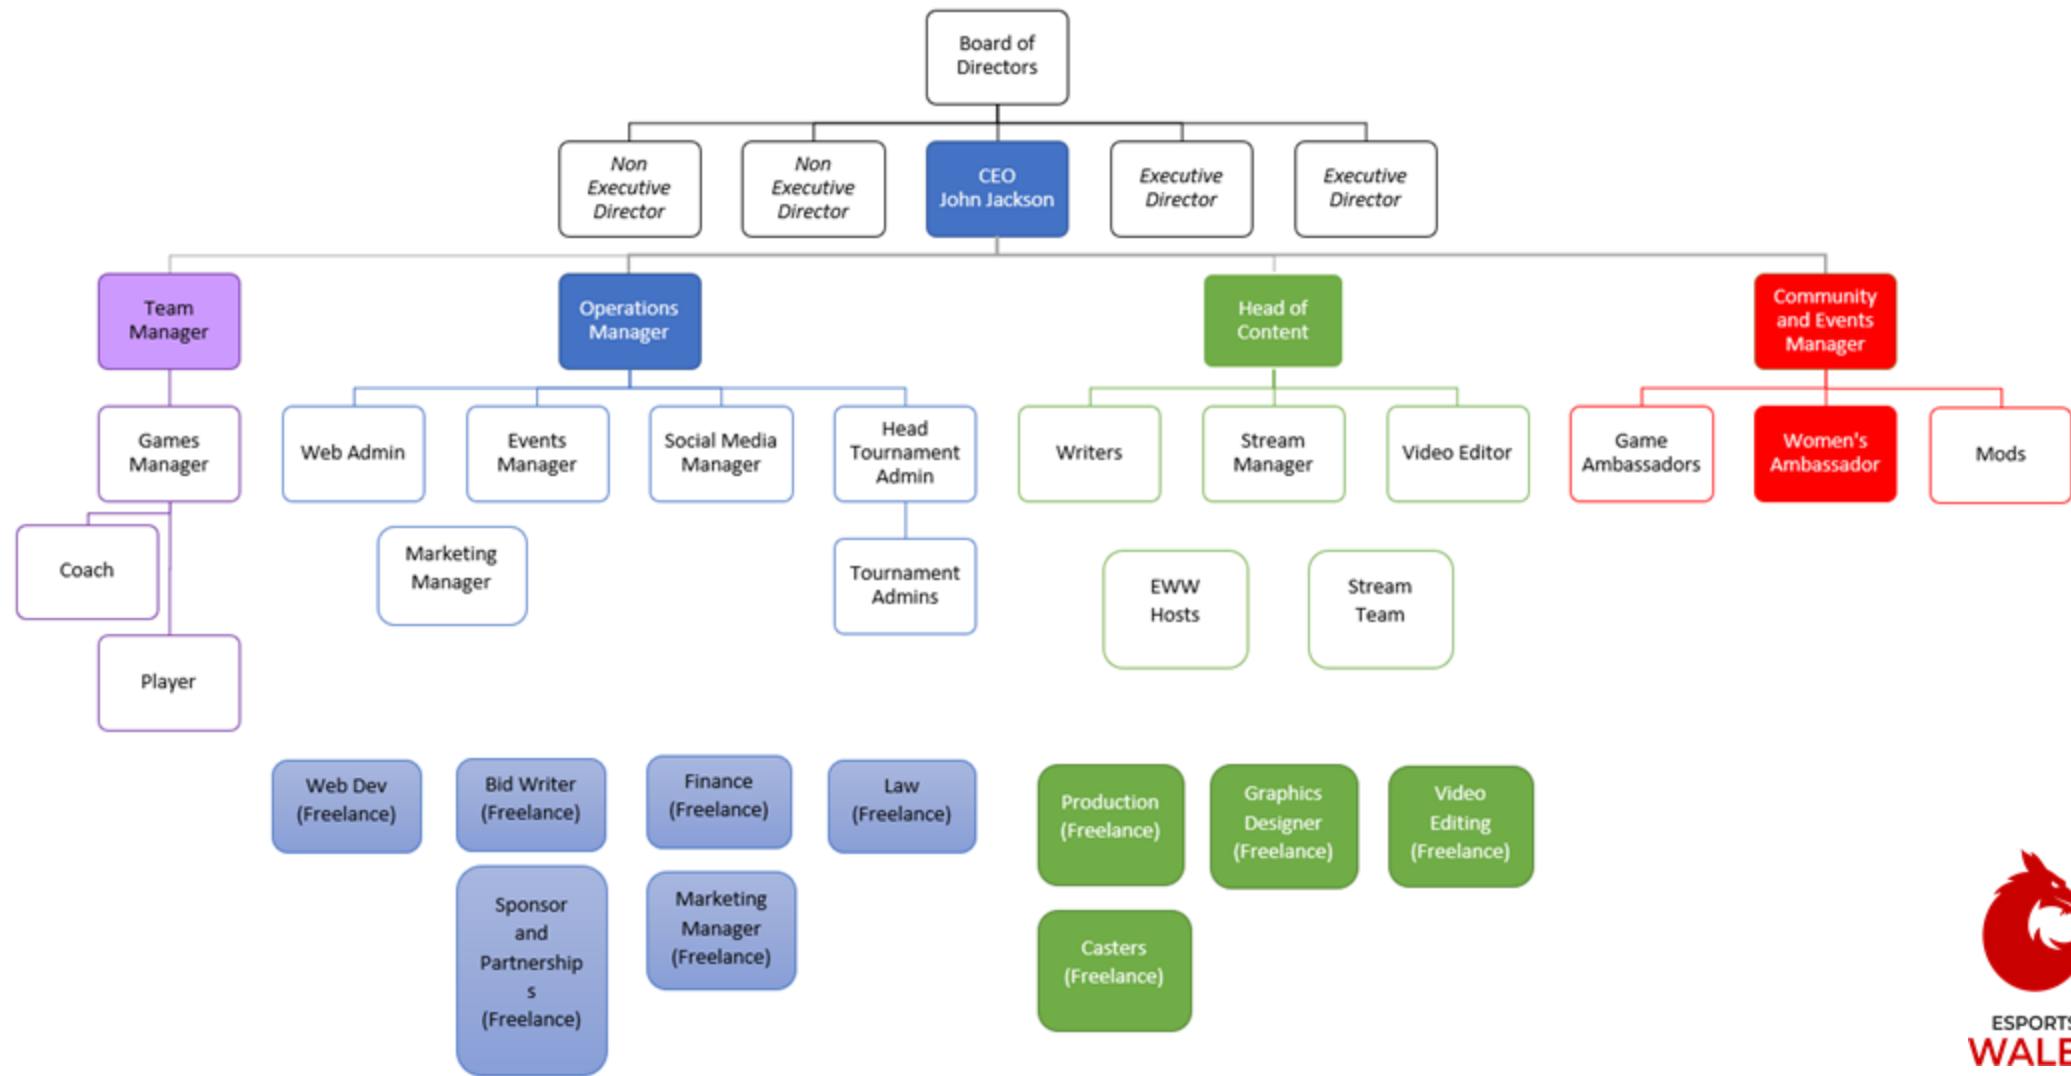 Board of
Directors
Non
Executive
Director
Non
Executive
Director
CEO
John Jackson
Executive
Director
Executive
Director
Team
Manager
Operations
Manager
Head of
Content
Community
and Events
Manager
Games
Manager
Web Admin
Events
Manager
Social Media
Manager
Head
Tournament
Admin
Writers
Stream
Manager
Video Editor
Game
Ambassadors
Women's
Ambassador
Mods
Coach
Marketing
Manager
Tournament
Admins
EWW
Hosts
Stream
Team
Player
Web Dev
(Freelance)
Bid Writer
(Freelance)
Finance
(Freelance)
Law
(Freelance)
Production
(Freelance)
Graphics
Designer
(Freelance)
Video
Editing
(Freelance)
Sponsor
and
Partnership
s
(Freelance)
Marketing
Manager
(Freelance)
Casters
(Freelance)
ESPORTS
WALE